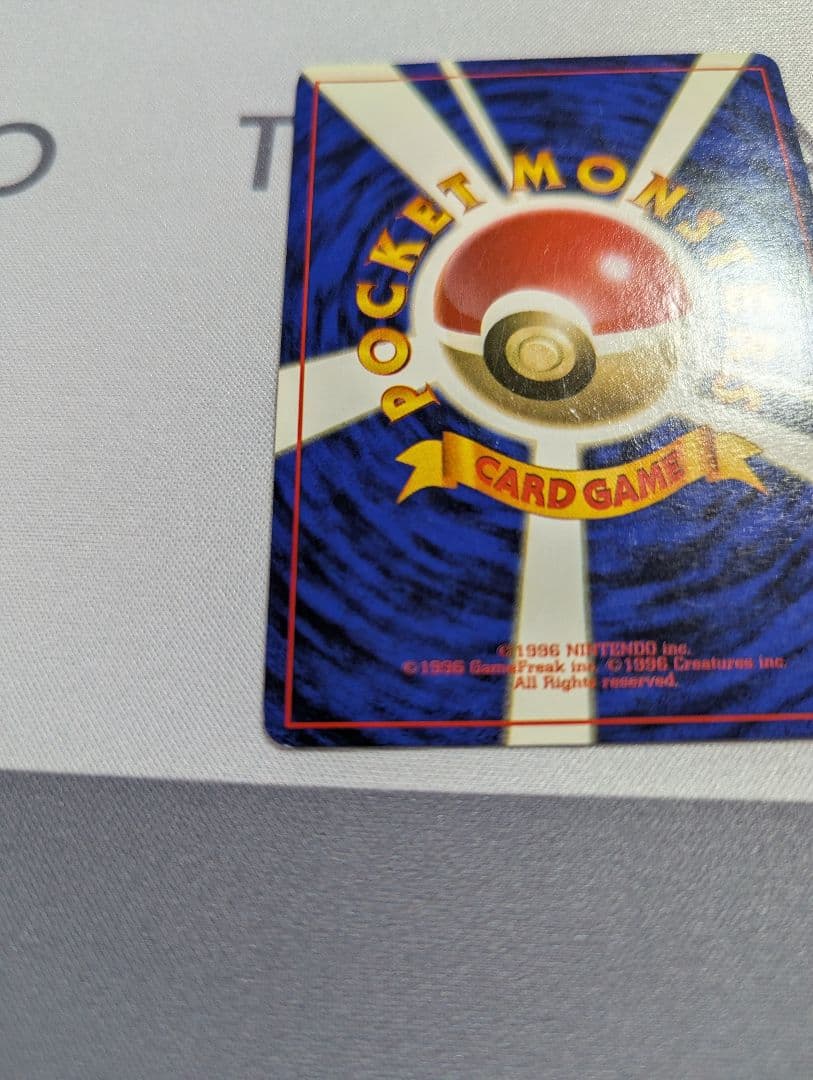 O T
POCKET MONSTERS
CARD GAME
©1996 NINTENDO inc.
©1996 GameFreak inc. ©1996 Creatures inc.
All Rights reserved.